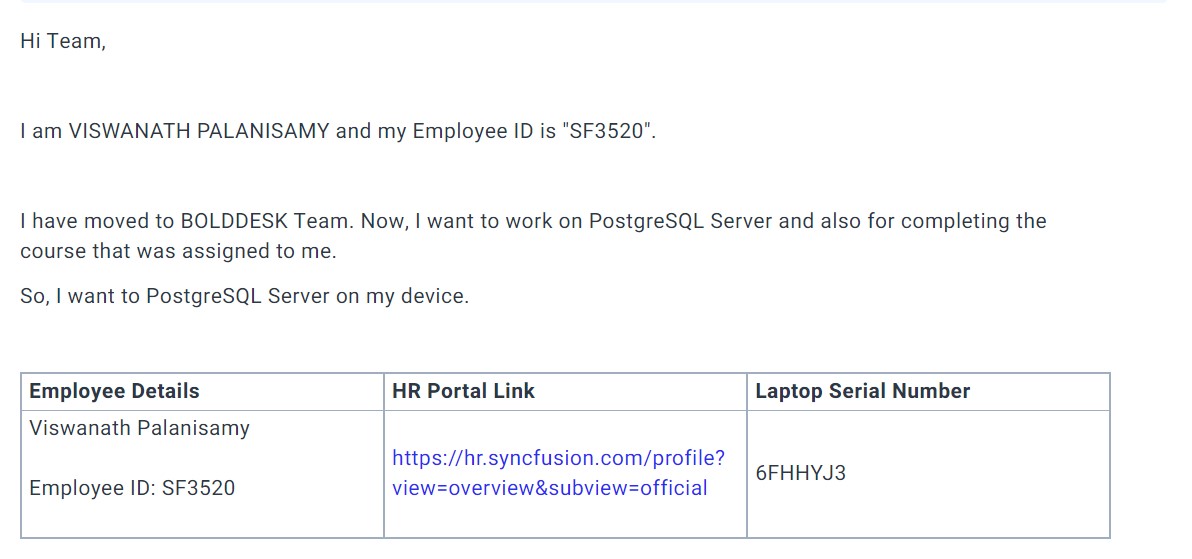 Hi Team,
I am VISWANATH PALANISAMY and my Employee ID is "SF3520".
I have moved to BOLDDESK Team. Now, I want to work on PostgreSQL Server and also for completing the
course that was assigned to me.
So, I want to PostgreSQL Server on my device.
Employee Details
HR Portal Link
Laptop Serial Number
Viswanath Palanisamy
Employee ID: SF3520
https://hr.syncfusion.com/profile?
view=overview&subview=official
6FHHYJ3